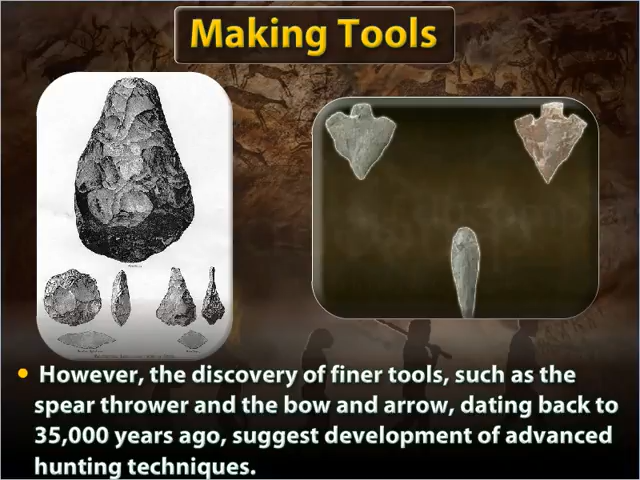 Making Tools
• However, the discovery of finer tools, such as the
spear thrower and the bow and arrow, dating back to
35,000 years ago, suggest development of advanced
hunting techniques.